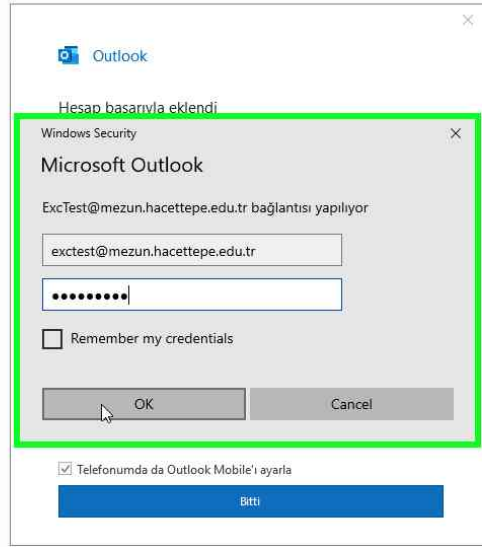 Outlook
Hesap başarıyla eklendi
Windows Security
Microsoft Outlook
ExcTest@mezun.hacettepe.edu.tr bağlantısı yapılıyor
exctest@mezun.hacettepe.edu.tr
●●●●●●●●●
Remember my credentials
OK
Cancel
Telefonumda da Outlook Mobile'ı ayarla
Bitti